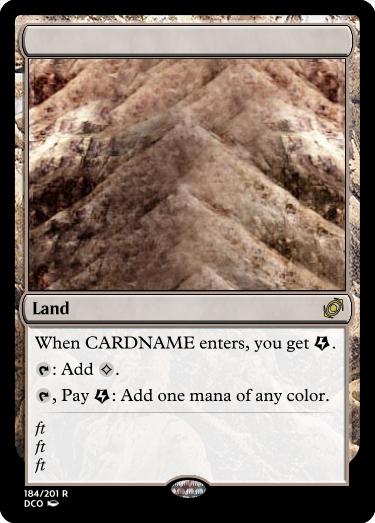 Land
When CARDNAME enters, you get .
: Add .
, Pay : Add one mana of any color.
ft
ft
ft
184/201 R
DCO